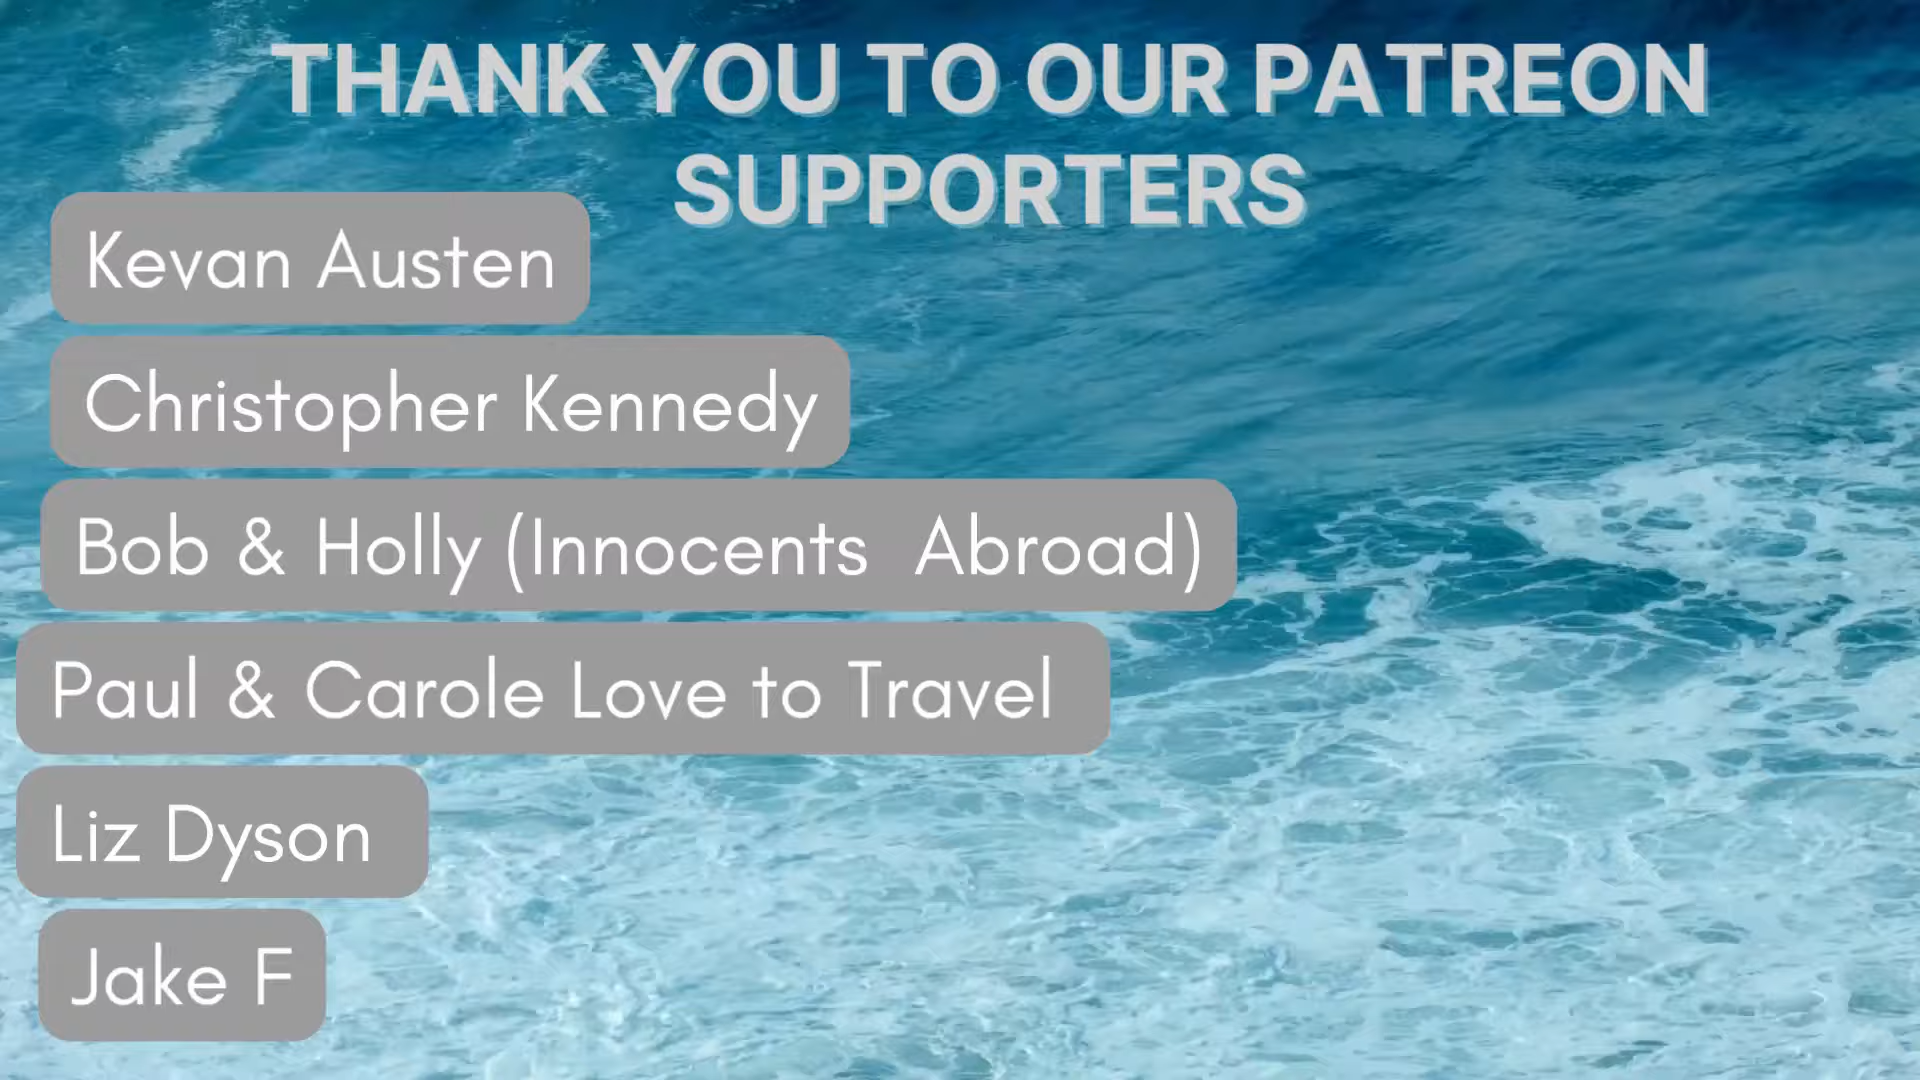 THANK YOU TO OUR PATREON
SUPPORTERS
Kevan Austen
Christopher Kennedy
Bob & Holly (Innocents  Abroad)
Paul & Carole Love to Travel
Liz Dyson
Jake F